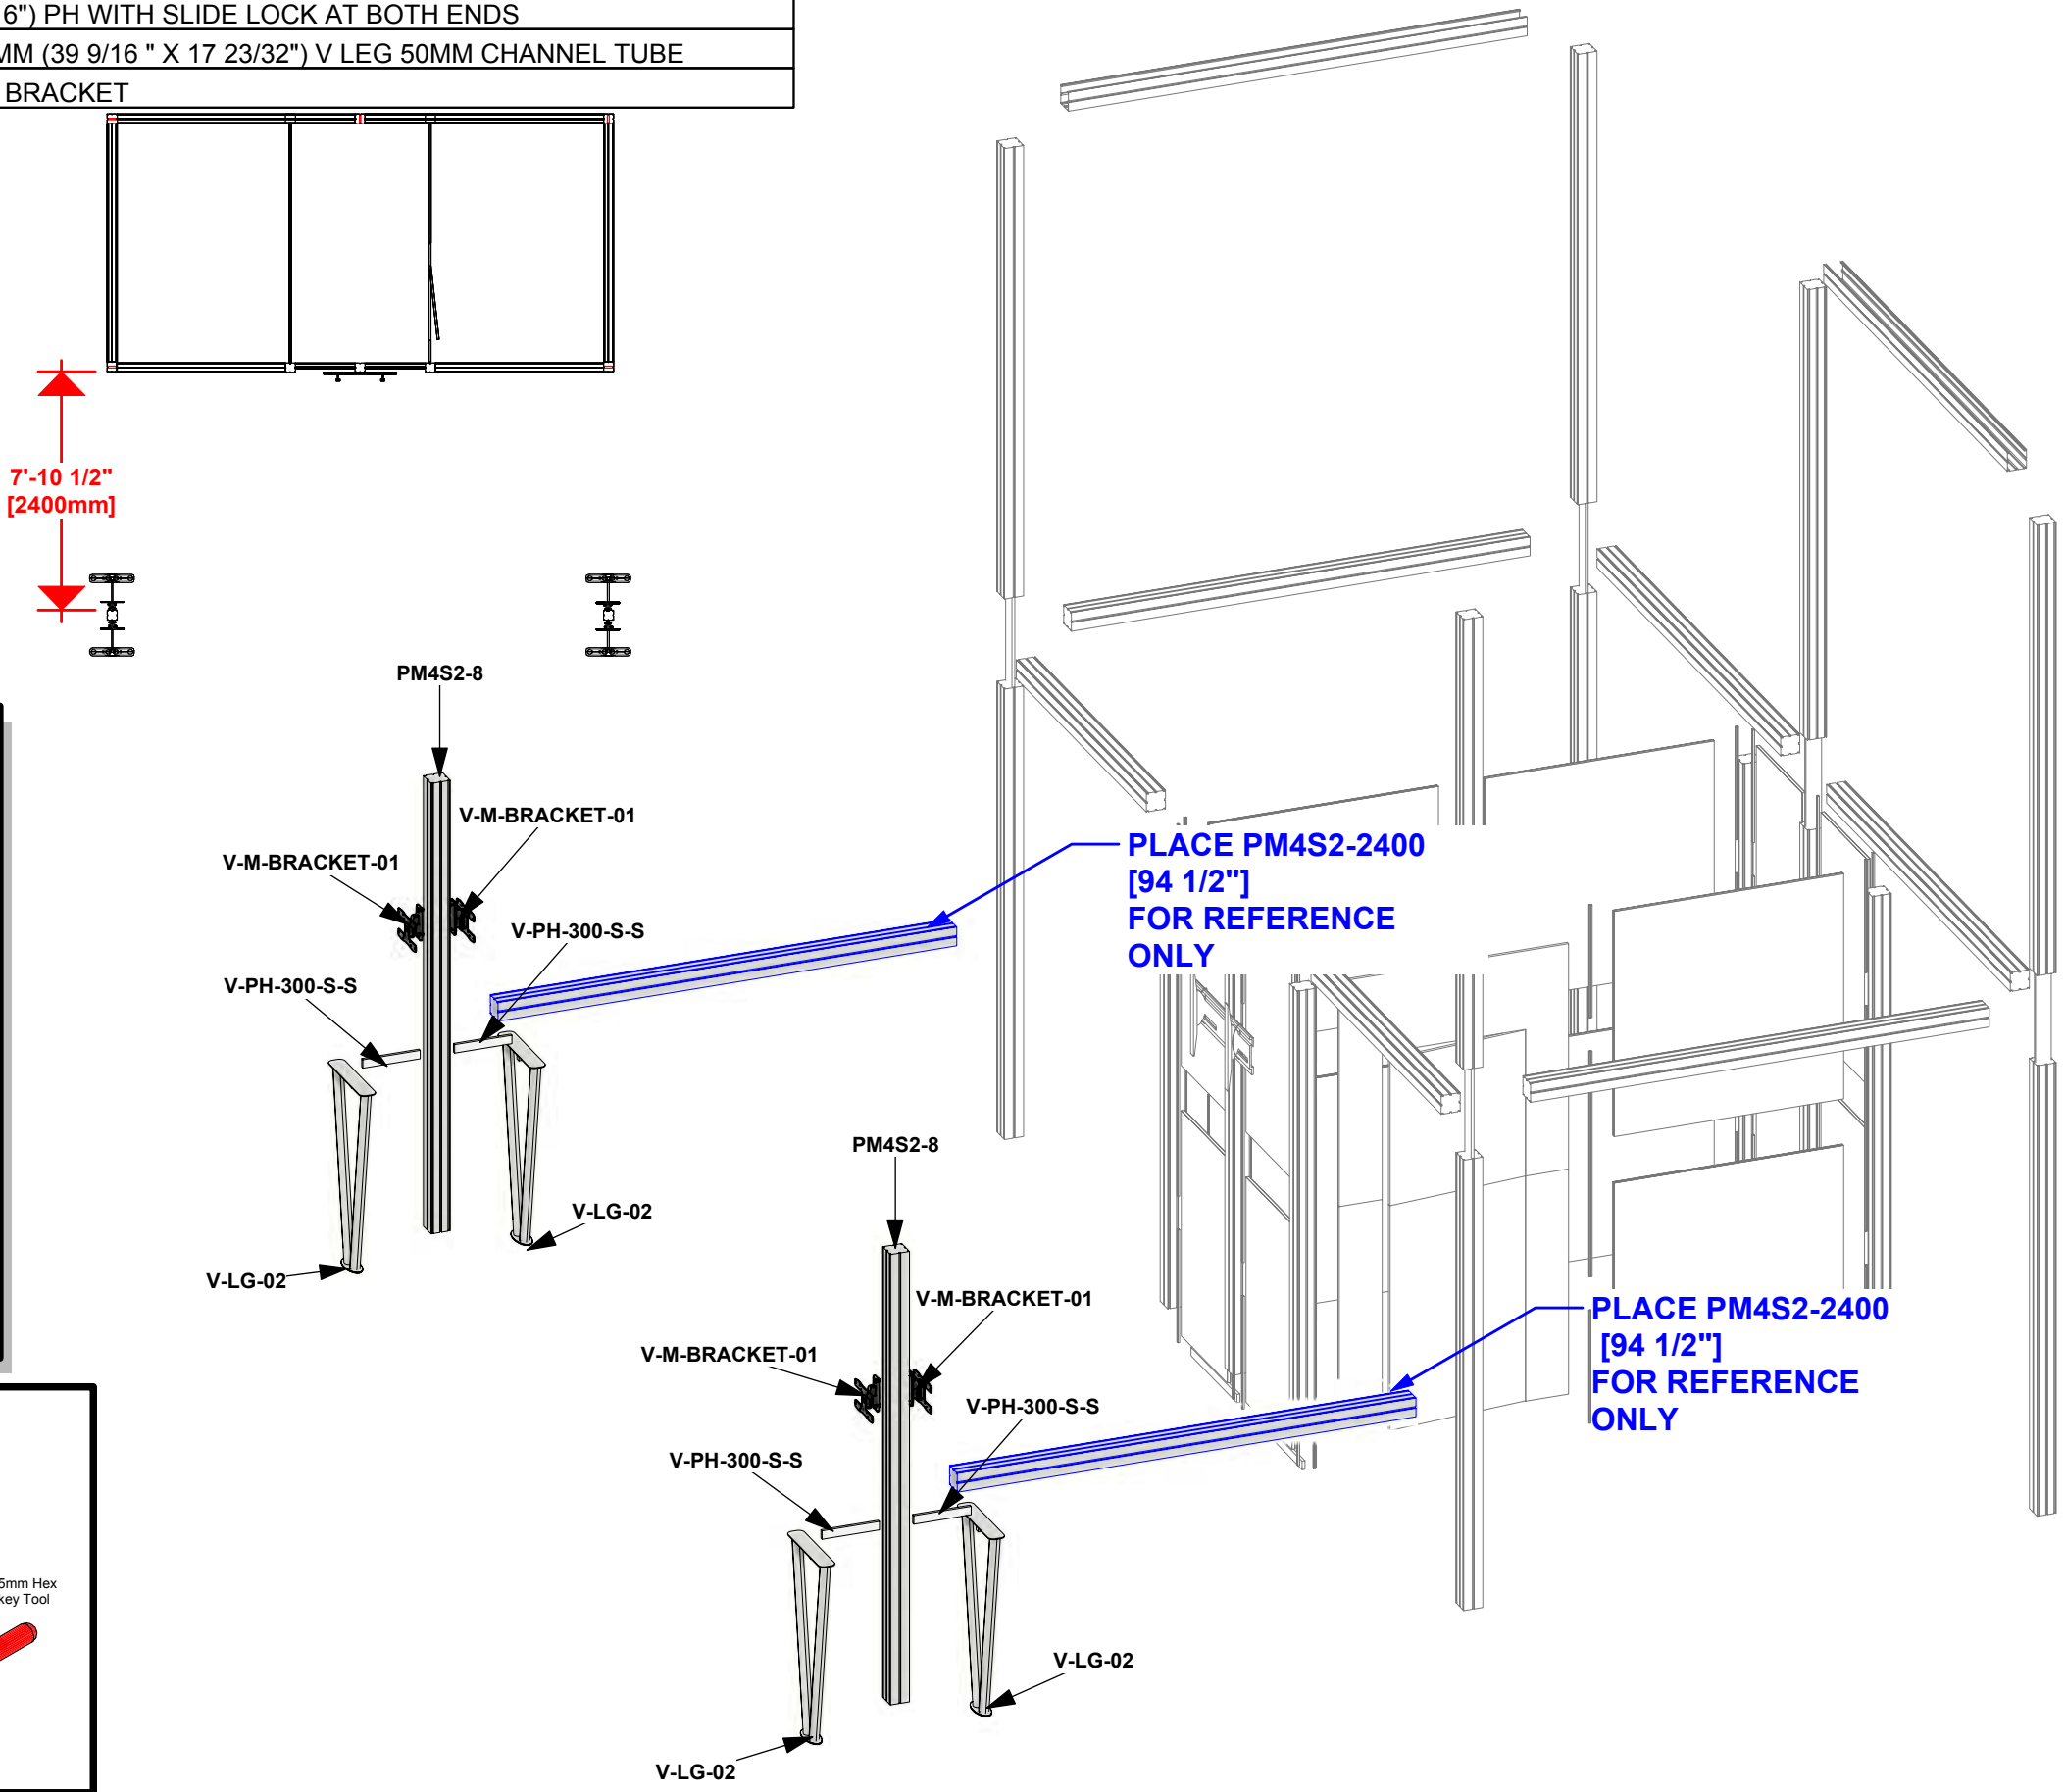 6") PH WITH SLIDE LOCK AT BOTH ENDS
MM (39 9/16 " X 17 23/32") V LEG 50MM CHANNEL TUBE
BRACKET
7'-10 1/2"
[2400mm]
PM4S2-8
V-M-BRACKET-01
V-M-BRACKET-01
V-PH-300-S-S
V-PH-300-S-S
V-LG-02
V-LG-02
PLACE PM4S2-2400
[94 1/2"]
FOR REFERENCE
ONLY
PM4S2-8
V-M-BRACKET-01
V-M-BRACKET-01
V-PH-300-S-S
V-PH-300-S-S
V-LG-02
V-LG-02
PLACE PM4S2-2400
[94 1/2"]
FOR REFERENCE
ONLY
5mm Hex
key Tool